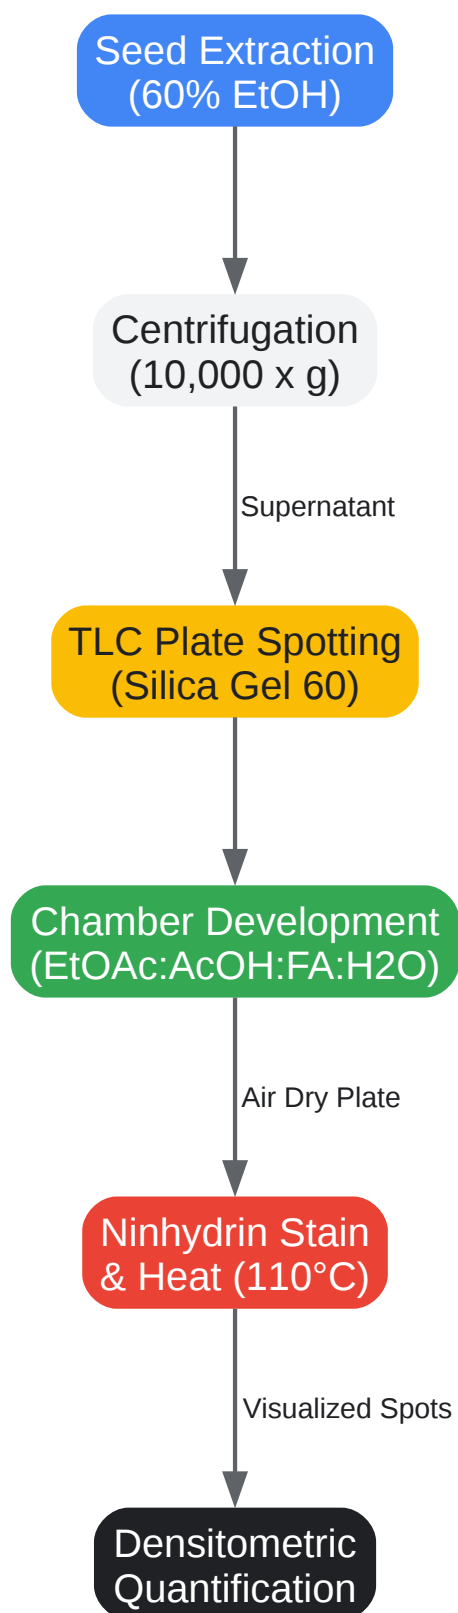 Seed Extraction
(60% EtOH)
Centrifugation
(10,000 x g)
Supernatant
TLC Plate Spotting
(Silica Gel 60)
Chamber Development
(EtOAc:AcOH:FA:H2O)
Air Dry Plate
Ninhydrin Stain
& Heat (110°C)
Visualized Spots
Densitometric
Quantification